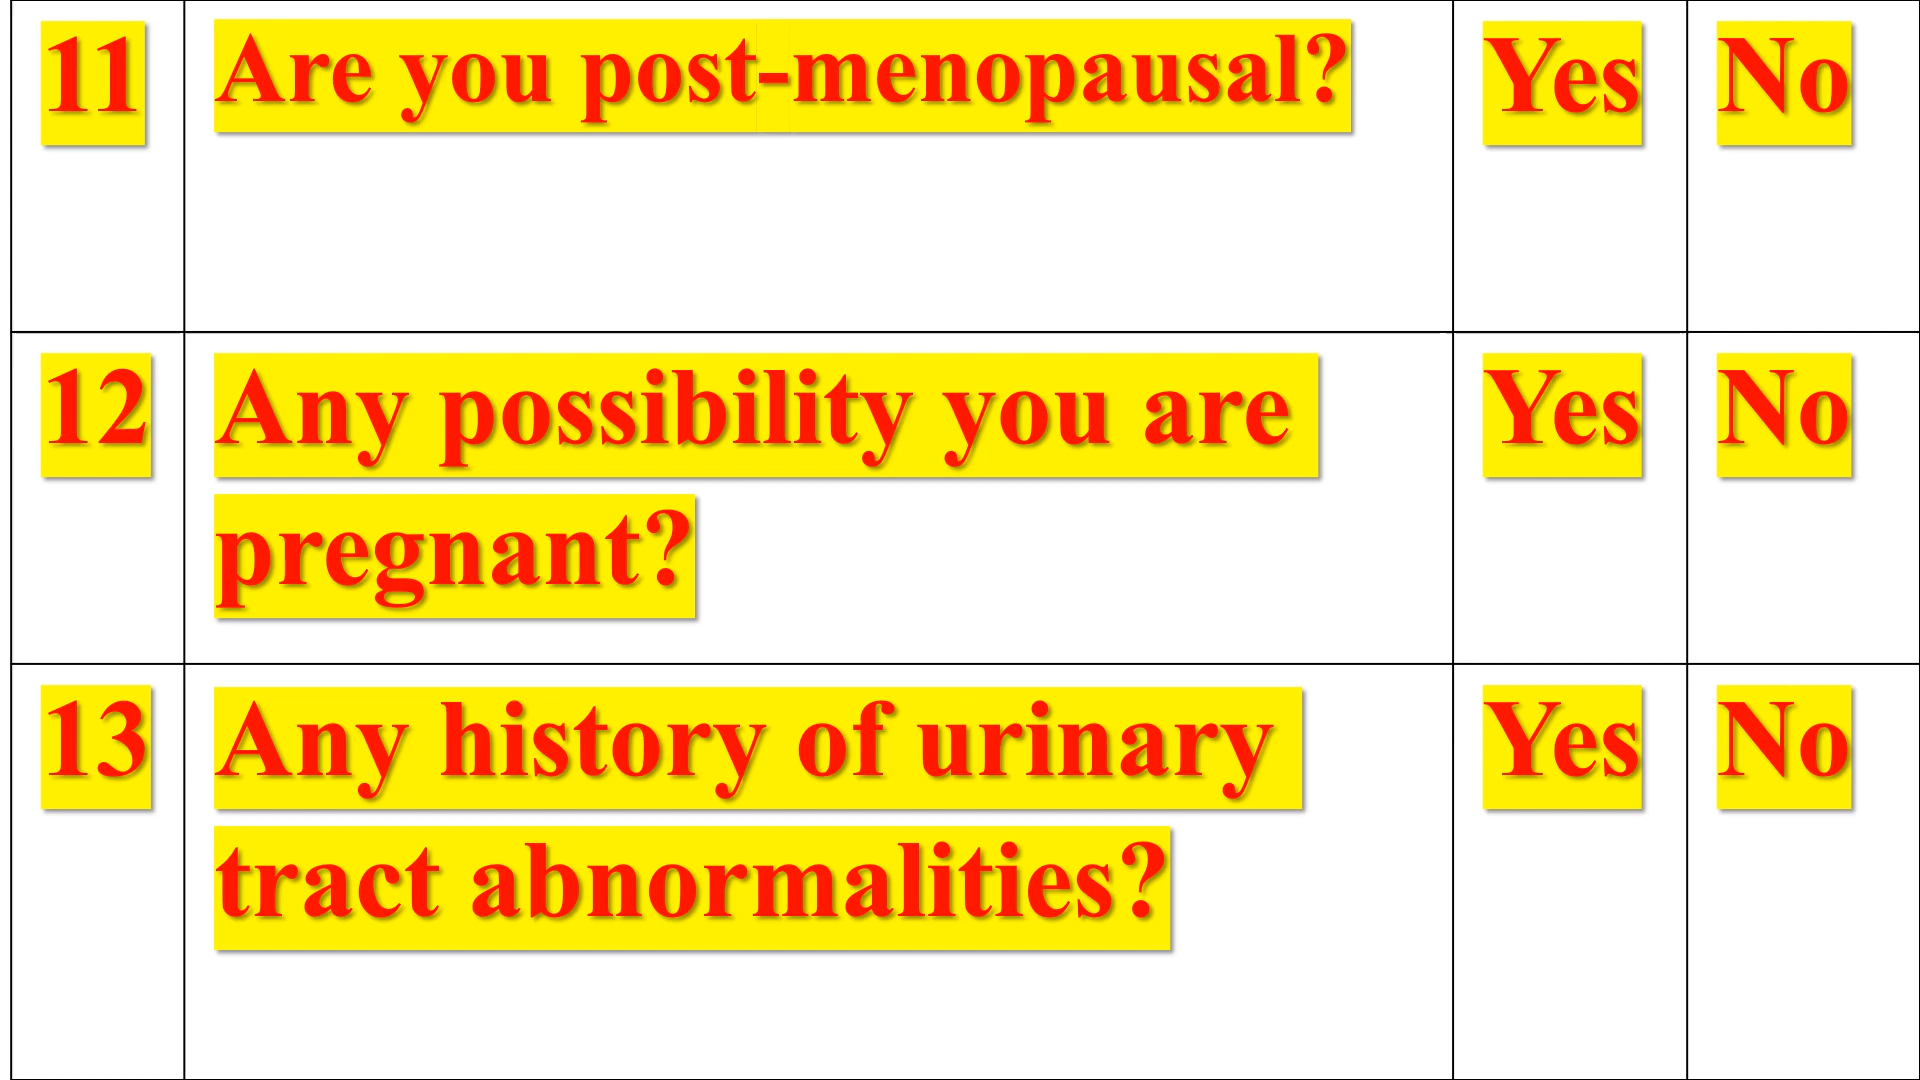 11 Are you post-menopausal? Yes No
12 Any possibility you are Yes No
pregnant?
13 Any history of urinary Yes No
tract abnormalities?